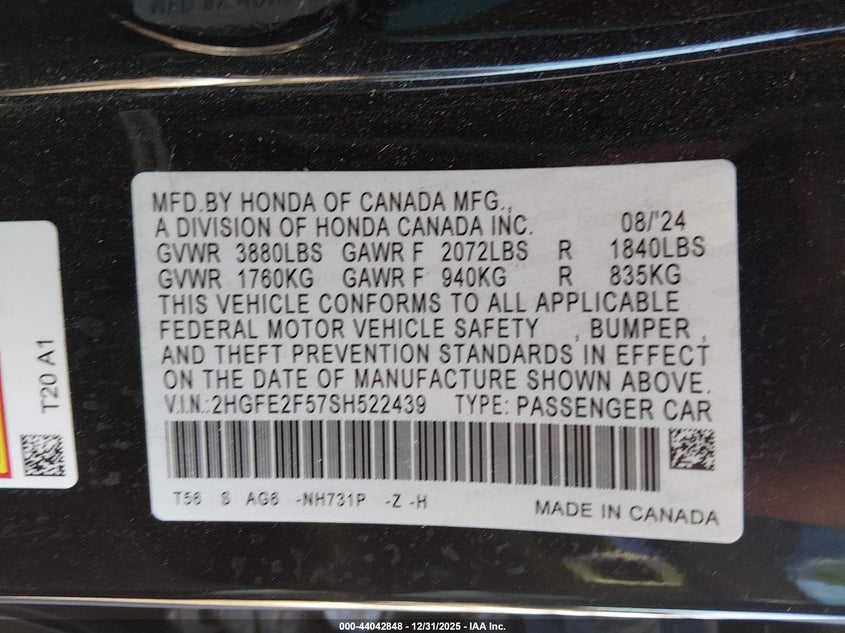 MFD.BY HONDA OF CANADA MFG.,
A DIVISION OF HONDA CANADA INC. 08/'24
GVWR 3880LBS GAWR F 2072LBS R 1840LBS
GVWR 1760KG GAWR F 940KG R 835KG
THIS VEHICLE CONFORMS TO ALL APPLICABLE
FEDERAL MOTOR VEHICLE SAFETY , BUMPER ,
AND THEFT PREVENTION STANDARDS IN EFFECT
ON THE DATE OF MANUFACTURE SHOWN ABOVE.
V.I.N.:2HGFE2F57SH522439 TYPE: PASSENGER CAR
T56 S AG6 -NH731P -Z -H
MADE IN CANADA
T20 A1
000-44042848 - 12/31/2025 - IAA Inc.